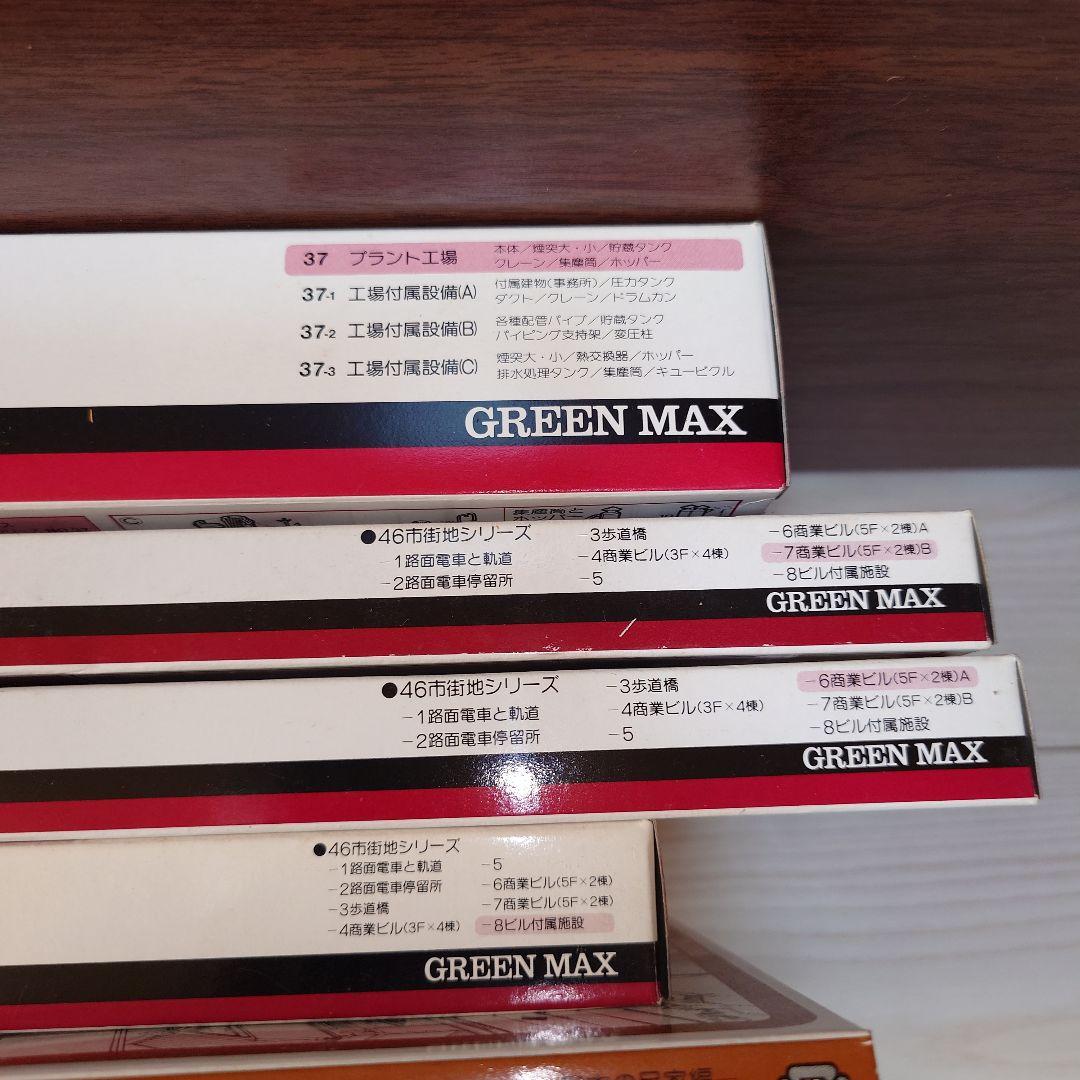 37 プラント工場 本体／煙突大・小／貯蔵タンク
クレーン／集塵筒／ホッパー
37-1 工場付属設備(A) 付属建物(事務所)／圧力タンク
ダクト／クレーン／ドラムカン
37-2 工場付属設備(B) 各種配管パイプ／貯蔵タンク
パイピング支持架／変圧柱
37-3 工場付属設備(C) 煙突大・小／熱交換器／ホッパー
排水処理タンク／集塵筒／キュービクル
GREEN MAX
集塵筒と
ホッパー
●46市街地シリーズ
-1路面電車と軌道
-2路面電車停留所
-3歩道橋
-4商業ビル(3F×4棟)
-5
-6商業ビル(5F×2棟)A
-7商業ビル(5F×2棟)B
-8ビル付属施設
GREEN MAX
●46市街地シリーズ
-1路面電車と軌道
-2路面電車停留所
-3歩道橋
-4商業ビル(3F×4棟)
-5
-6商業ビル(5F×2棟)A
-7商業ビル(5F×2棟)B
-8ビル付属施設
GREEN MAX
●46市街地シリーズ
-1路面電車と軌道
-2路面電車停留所
-3歩道橋
-4商業ビル(3F×4棟)
-5
-6商業ビル(5F×2棟)
-7商業ビル(5F×2棟)
-8ビル付属施設
GREEN MAX